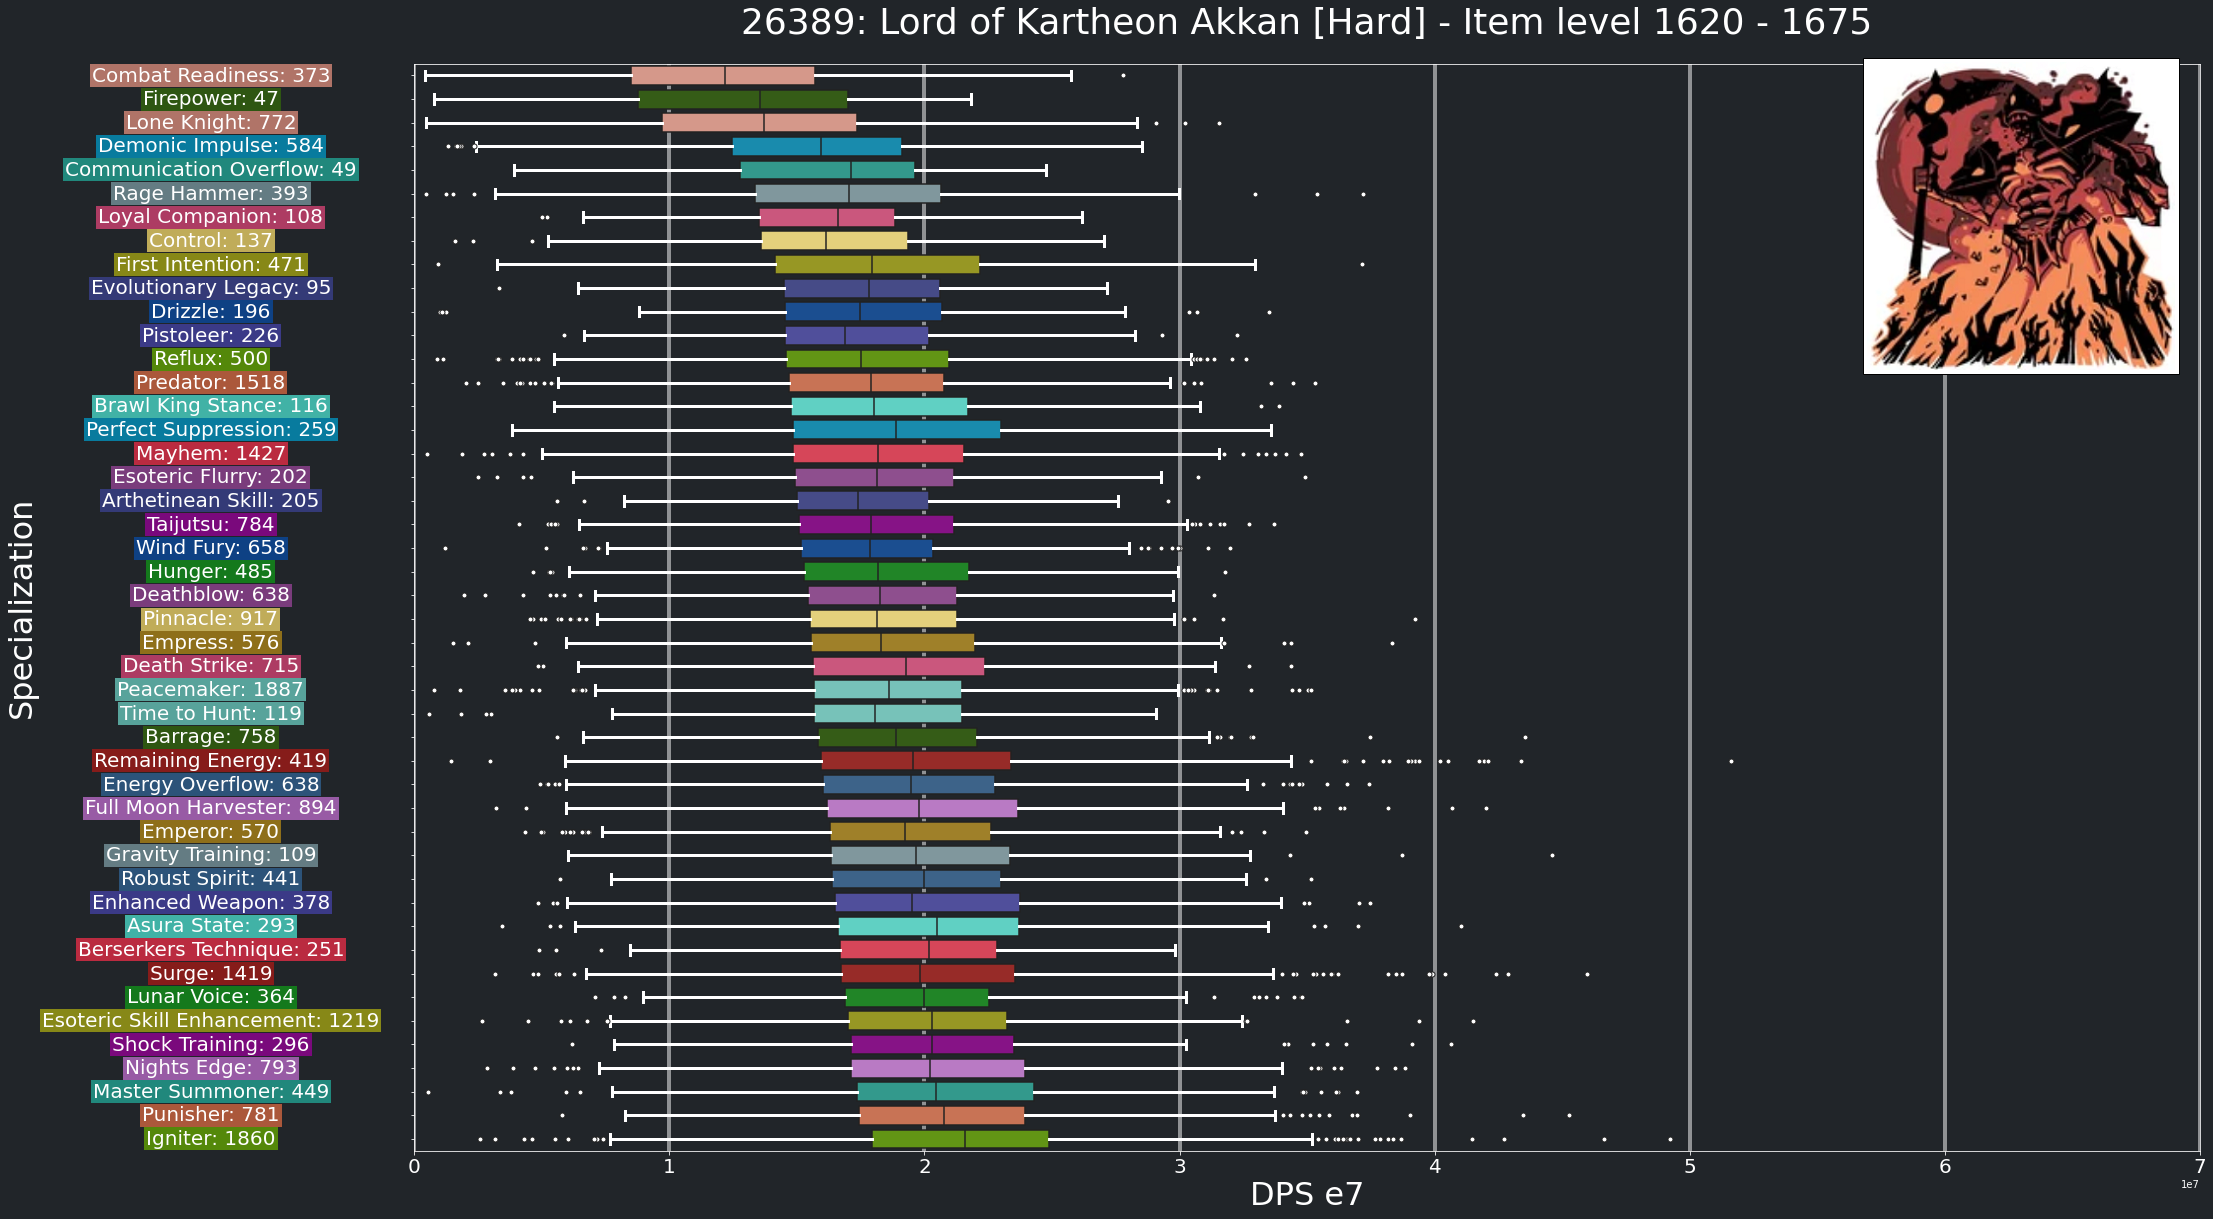 26389: Lord of Kartheon Akkan [Hard] - Item level 1620 - 1675
Specialization
Combat Readiness: 373
Firepower: 47
Lone Knight: 772
Demonic Impulse: 584
Communication Overflow: 49
Rage Hammer: 393
Loyal Companion: 108
Control: 137
First Intention: 471
Evolutionary Legacy: 95
Drizzle: 196
Pistoleer: 226
Reflux: 500
Predator: 1518
Brawl King Stance: 116
Perfect Suppression: 259
Mayhem: 1427
Esoteric Flurry: 202
Arthetinean Skill: 205
Taijutsu: 784
Wind Fury: 658
Hunger: 485
Deathblow: 638
Pinnacle: 917
Empress: 576
Death Strike: 715
Peacemaker: 1887
Time to Hunt: 119
Barrage: 758
Remaining Energy: 419
Energy Overflow: 638
Full Moon Harvester: 894
Emperor: 570
Gravity Training: 109
Robust Spirit: 441
Enhanced Weapon: 378
Asura State: 293
Berserkers Technique: 251
Surge: 1419
Lunar Voice: 364
Esoteric Skill Enhancement: 1219
Shock Training: 296
Nights Edge: 793
Master Summoner: 449
Punisher: 781
Igniter: 1860
0 1 2 3 4 5 6 7
1e7
DPS e7